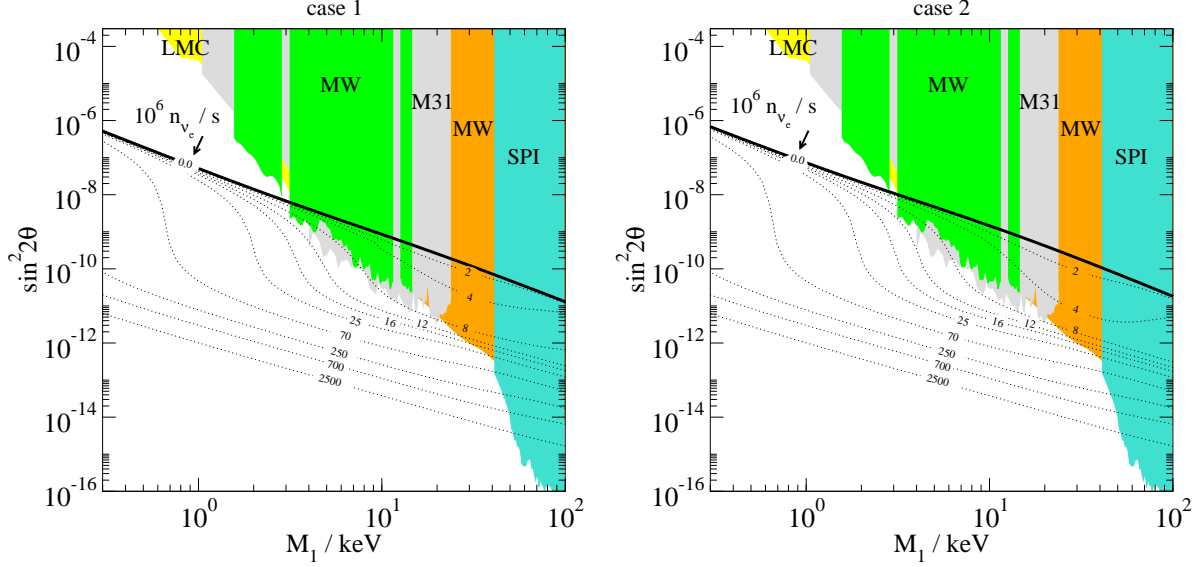 case 1
10^-4
10^-6
10^-8
10^-10
10^-12
10^-14
10^-16
sin^2 2θ
LMC
MW
M31
MW
SPI
10^6 n_ν_e / s
0.0
2
4
8
12
16
25
70
250
700
2500
10^0
10^1
10^2
M_1 / keV
case 2
10^-4
10^-6
10^-8
10^-10
10^-12
10^-14
10^-16
sin^2 2θ
LMC
MW
M31
MW
SPI
10^6 n_ν_e / s
0.0
2
4
8
12
16
25
70
250
700
2500
10^0
10^1
10^2
M_1 / keV